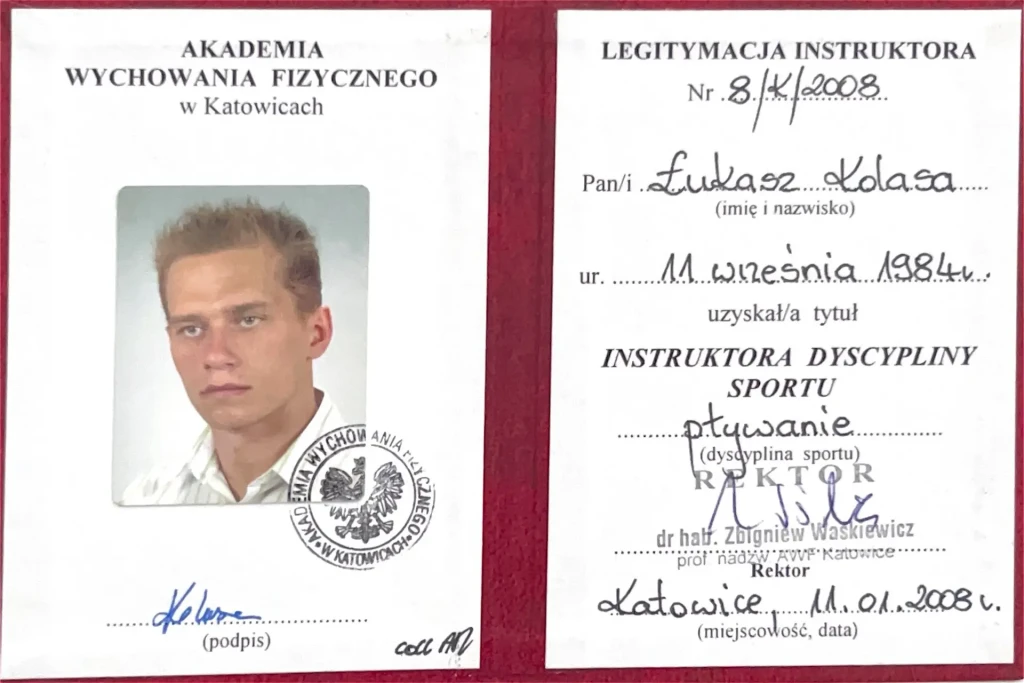 AKADEMIA
WYCHOWANIA FIZYCZNEGO
w Katowicach
AKADEMIA WYCHOWANIA FIZYCZNEGO
W KATOWICACH
(podpis)
LEGITYMACJA INSTRUKTORA
Nr 8/K/2008
Pan/i Łukasz Kolasa
(imię i nazwisko)
ur. 11 września 1984r.
uzyskał/a tytuł
INSTRUKTORA DYSCYPLINY
SPORTU
pływanie
(dyscyplina sportu)
REKTOR
dr hab. Zbigniew Waśkiewicz
prof nadzw AWF Katowice
Rektor
Katowice, 11.01.2008 r.
(miejscowość, data)